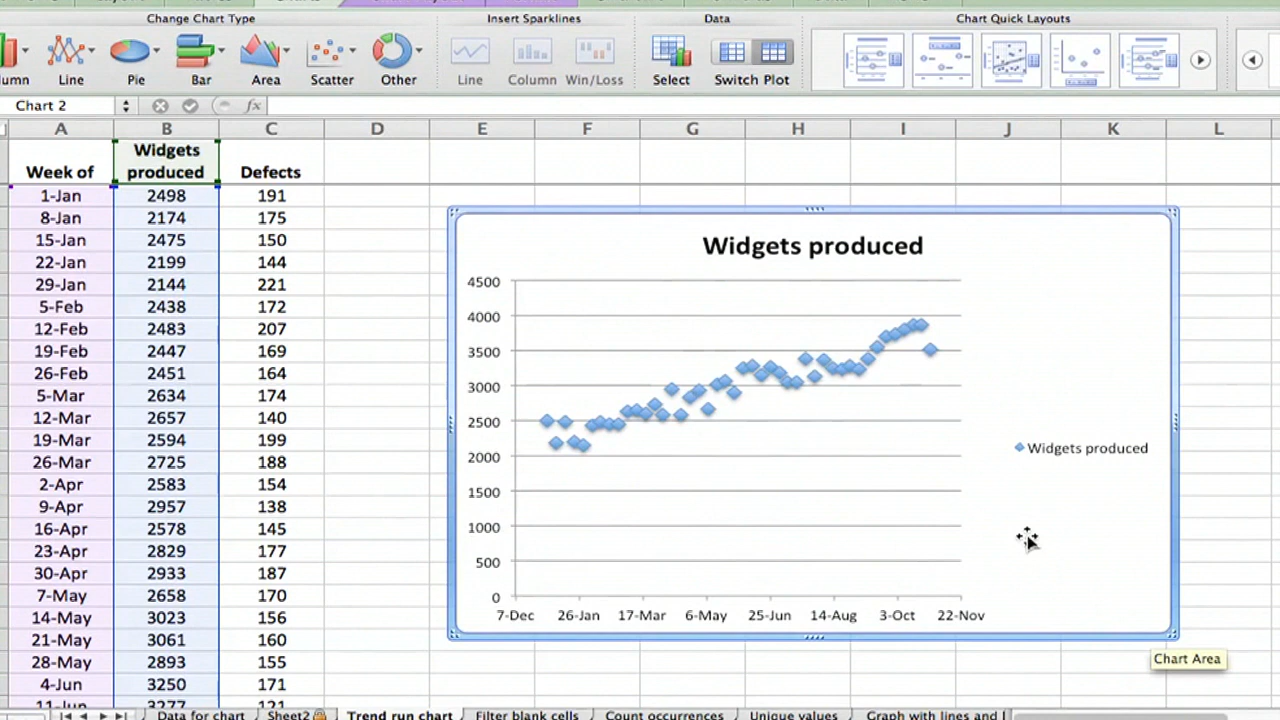 Change Chart Type Insert Sparklines Data Chart Quick Layouts
Line Pie Bar Area Scatter Other Line Column Win/Loss Select Switch Plot
Chart 2 fx
A B C D E F G H I J K L
Week of Widgets produced Defects
1-Jan 2498 191
8-Jan 2174 175
15-Jan 2475 150
22-Jan 2199 144
29-Jan 2144 221
5-Feb 2438 172
12-Feb 2483 207
19-Feb 2447 169
26-Feb 2451 164
5-Mar 2634 174
12-Mar 2657 140
19-Mar 2594 199
26-Mar 2725 188
2-Apr 2583 154
9-Apr 2957 138
16-Apr 2578 145
23-Apr 2829 177
30-Apr 2933 187
7-May 2658 170
14-May 3023 156
21-May 3061 160
28-May 2893 155
4-Jun 3250 171
11-Jun 3277 121
Widgets produced
4500
4000
3500
3000
2500
2000
1500
1000
500
0
7-Dec 26-Jan 17-Mar 6-May 25-Jun 14-Aug 3-Oct 22-Nov
Widgets produced
Chart Area
Data for chart Sheet2 Trend run chart Filter blank cells Count occurrences Unique values Graph with lines and